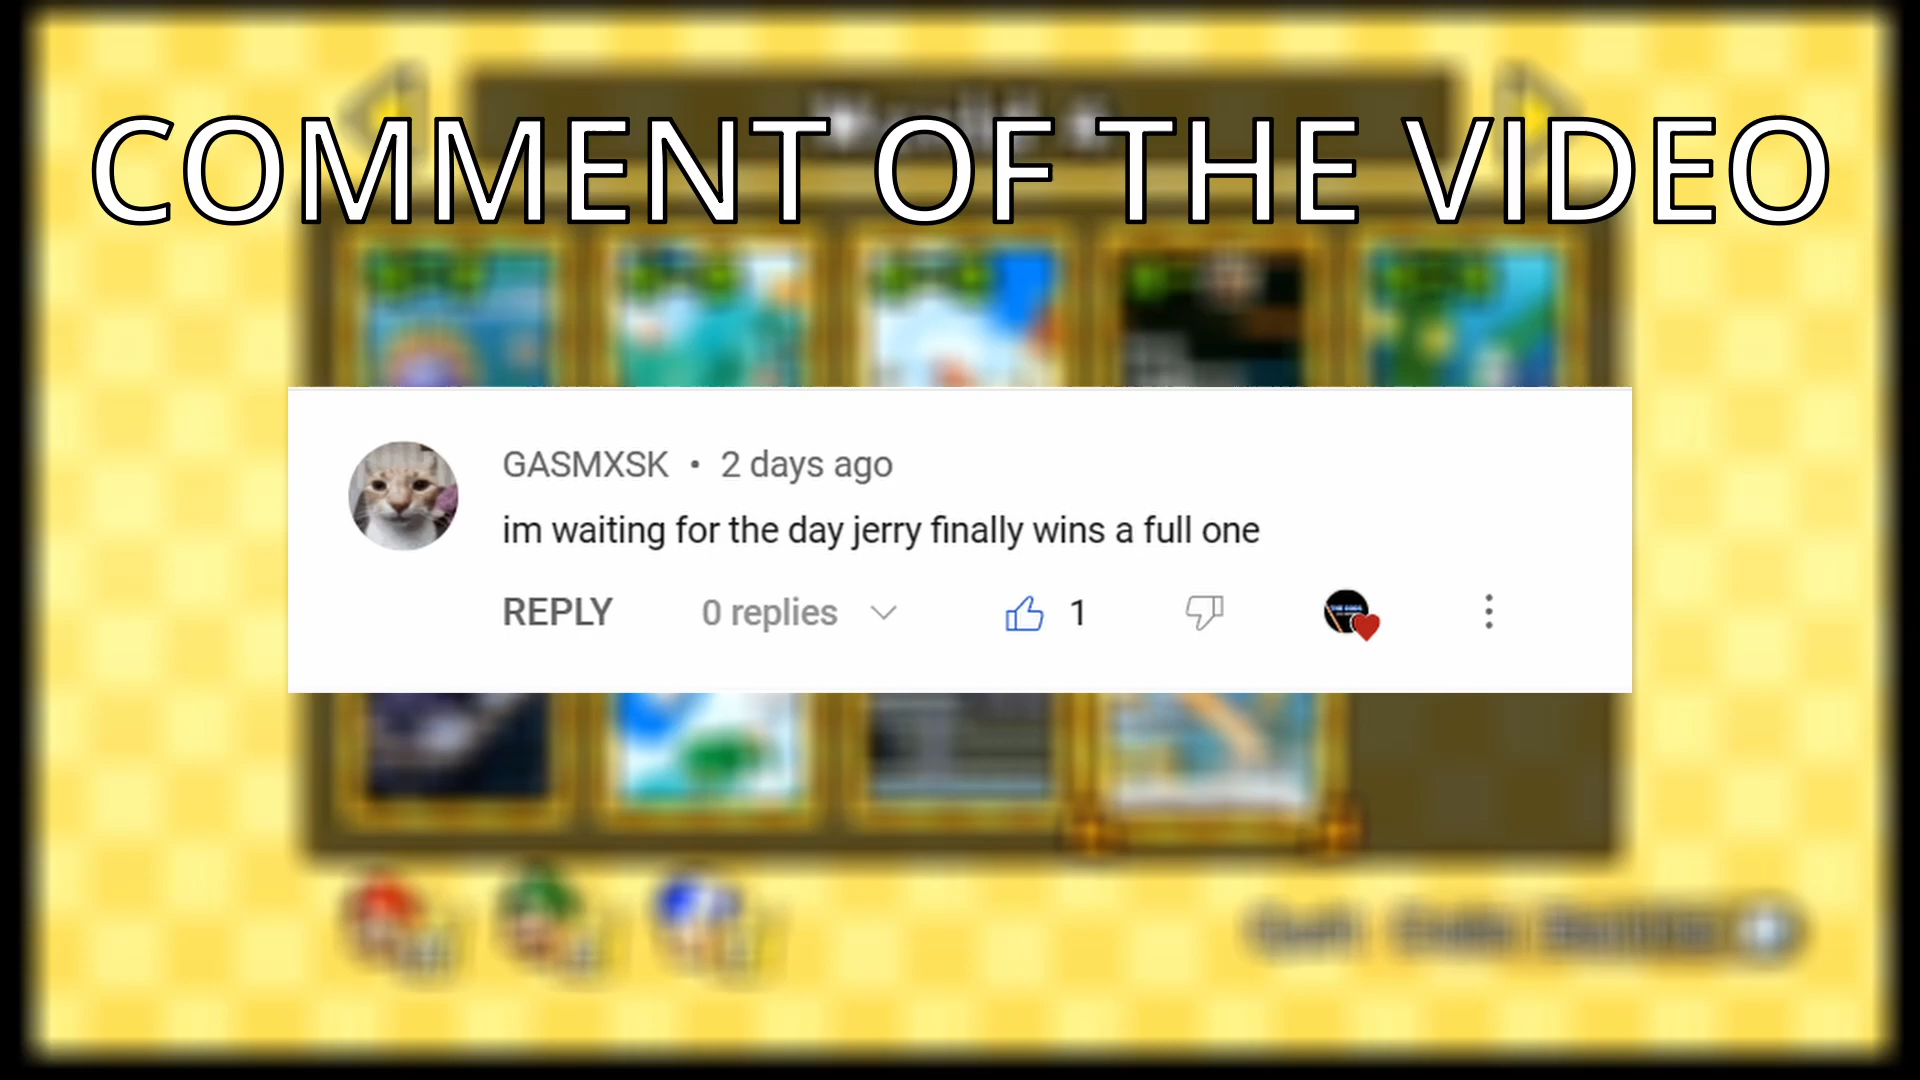 COMMENT OF THE VIDEO
GASMXSK • 2 days ago
im waiting for the day jerry finally wins a full one
REPLY 0 replies 1